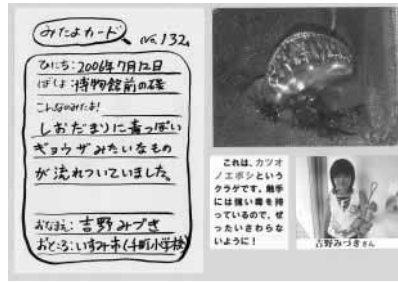 みたよカード No.132
ひにち:2006年7月12日
ばしょ:博物館前の磯
こんなのみたよ!
しおだまりに青っぽい
ギョウザみたいなもの
が流れついていました。
おなまえ:吉野みづき
おところ:いすみ市(千町小学校)
これは、カツオ
ノエボシという
クラゲです。触手
には強い毒を持
っているので、ぜ
ったいさわらな
いように!
吉野みづきさん